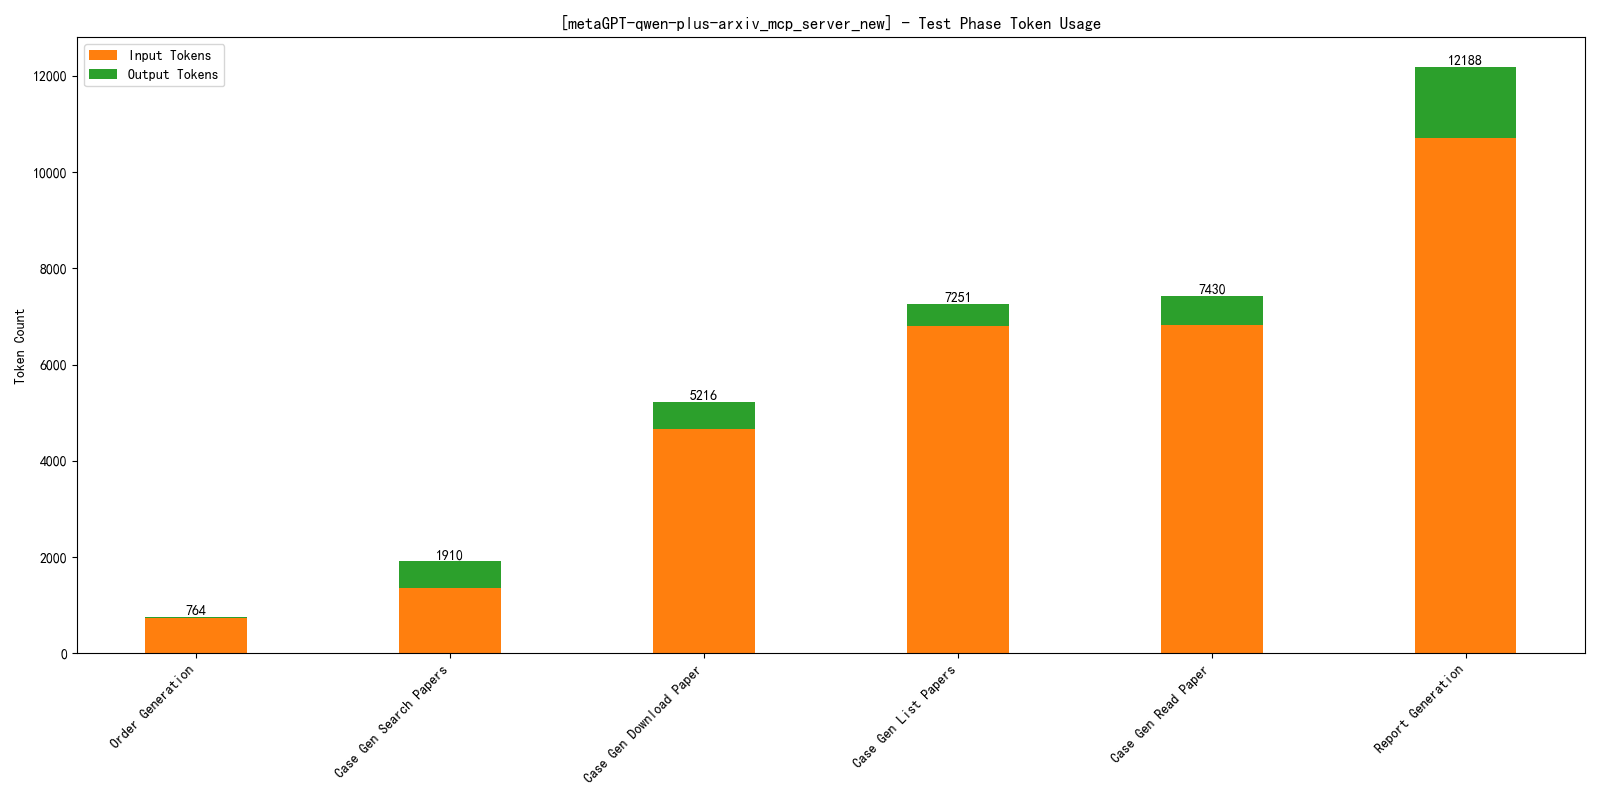 [metaGPT-qwen-plus-arxiv_mcp_server_new] - Test Phase Token Usage
Input Tokens
Output Tokens
Token Count
12000
10000
8000
6000
4000
2000
0
764
1910
5216
7251
7430
12188
Order Generation
Case Gen Search Papers
Case Gen Download Paper
Case Gen List Papers
Case Gen Read Paper
Report Generation